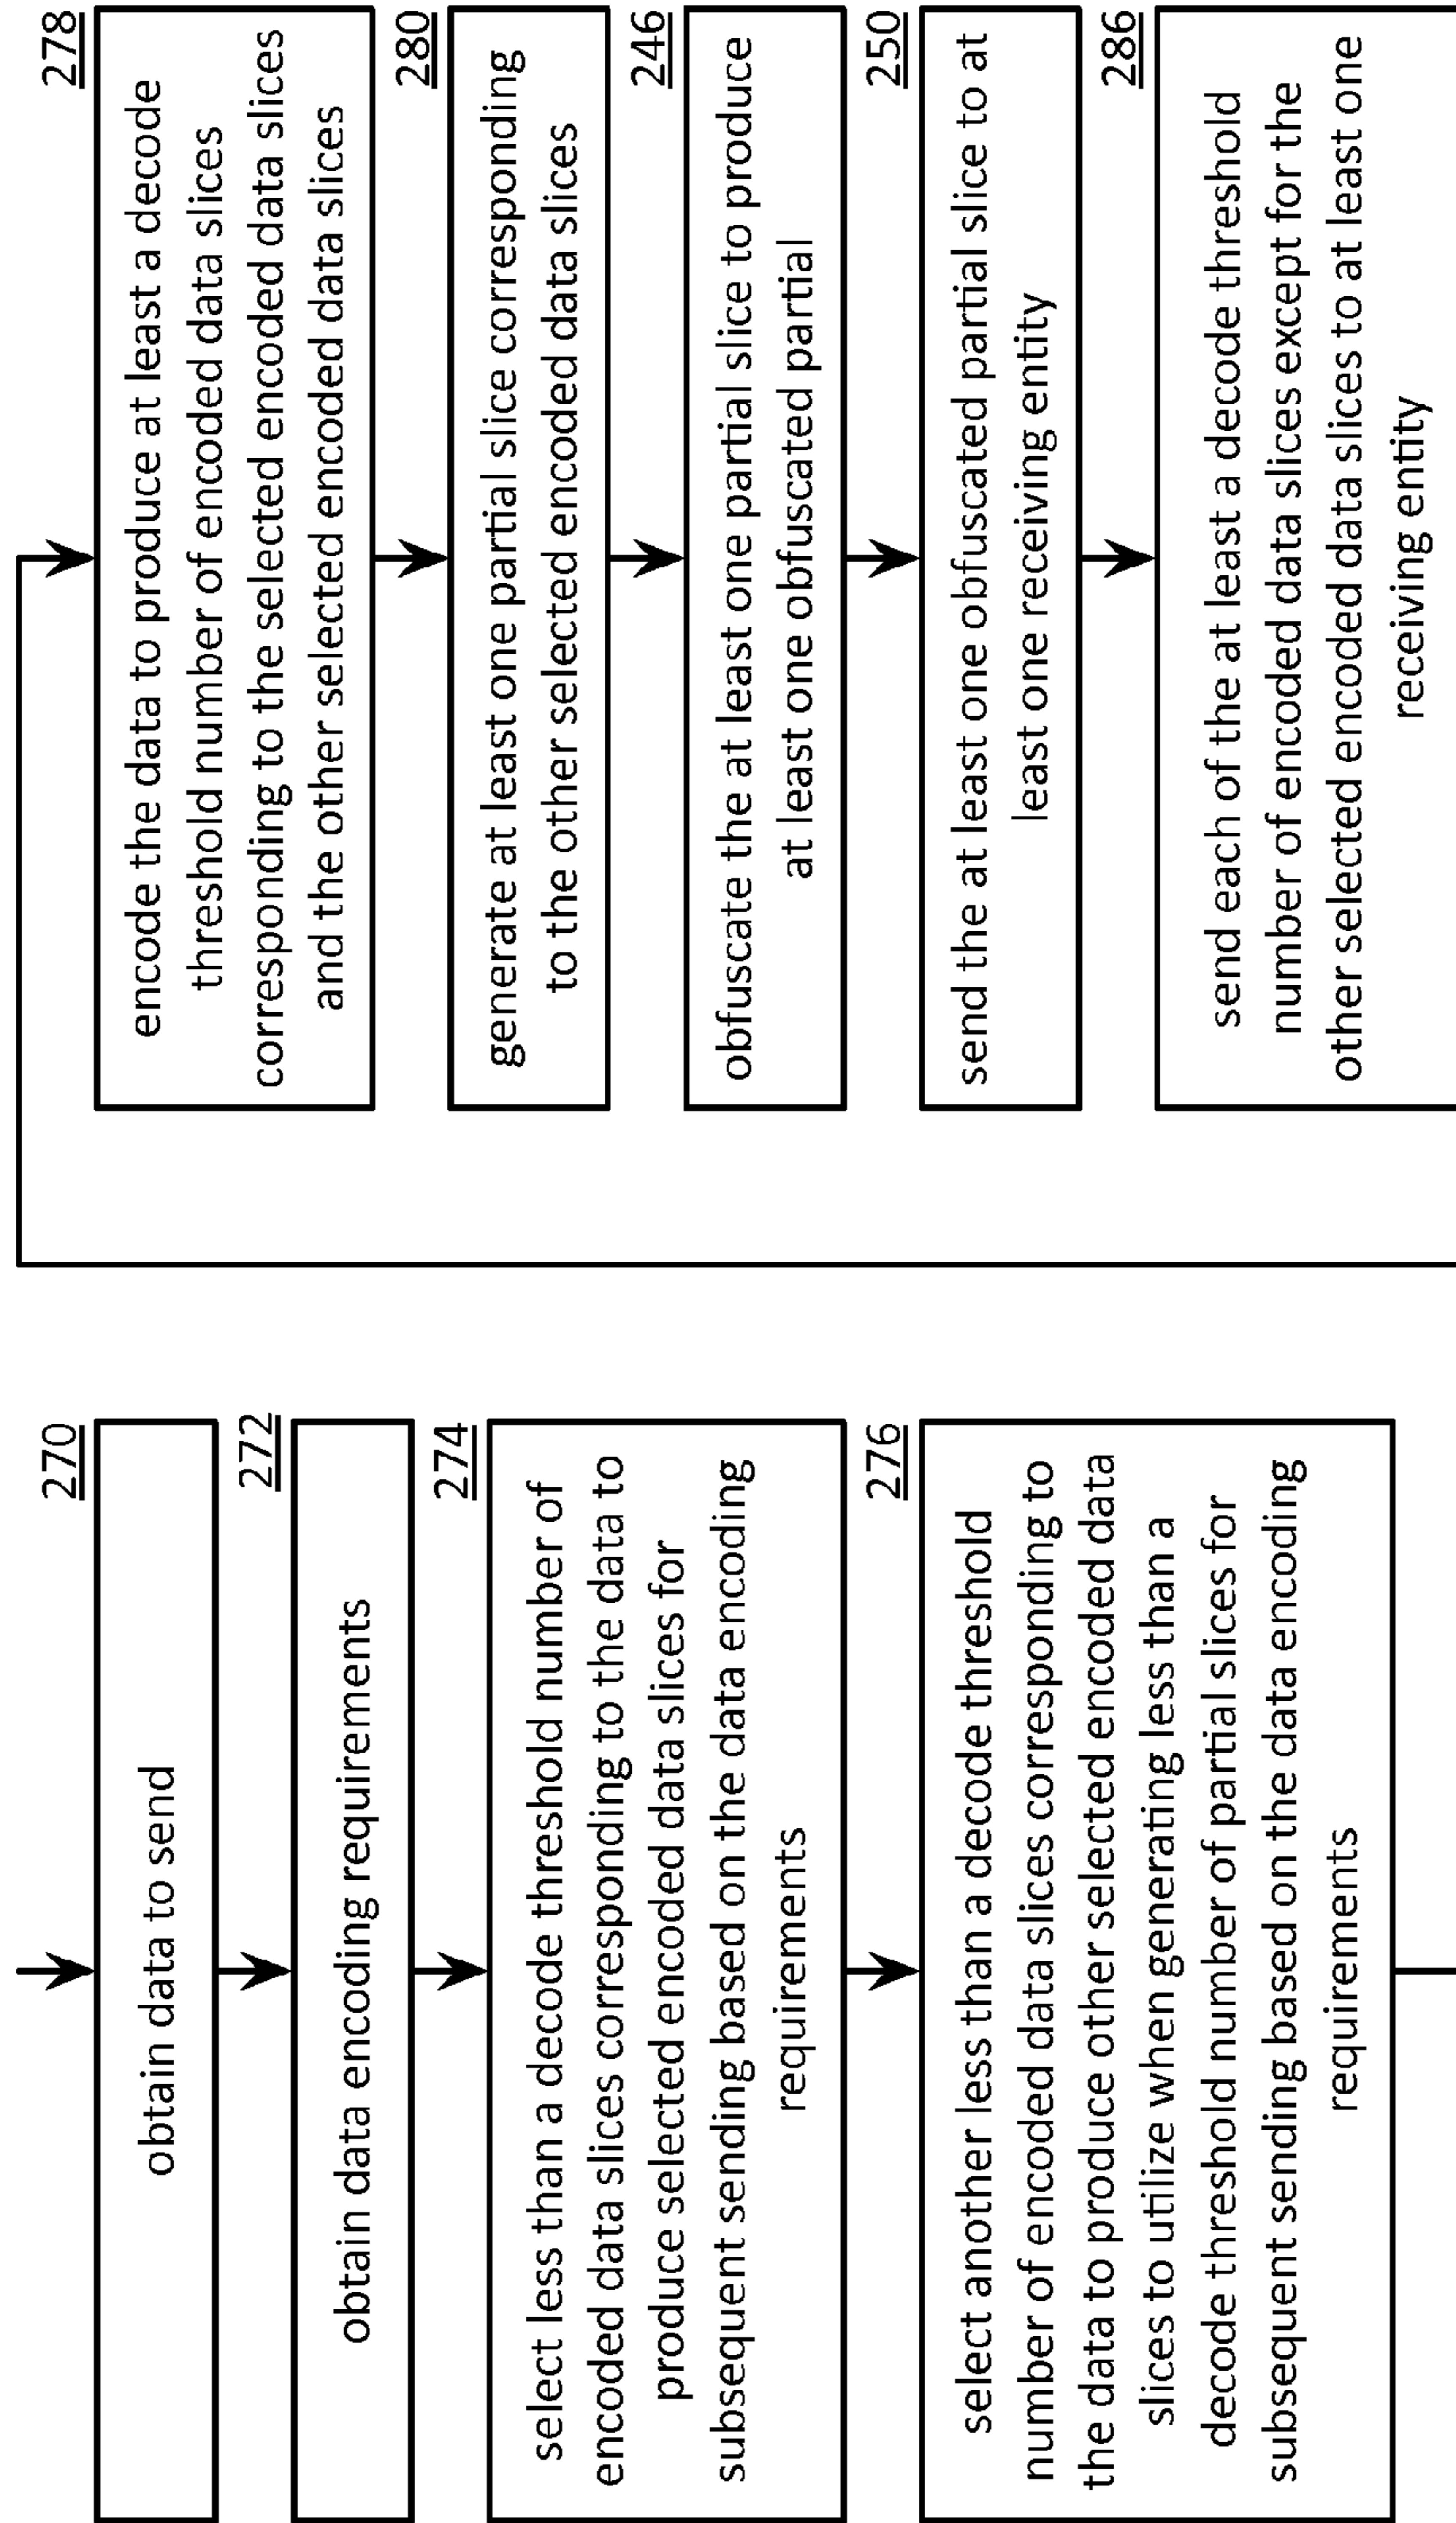 270
obtain data to send
272
obtain data encoding requirements
274
select less than a decode threshold number of
encoded data slices corresponding to the data to
produce selected encoded data slices for
subsequent sending based on the data encoding
requirements
276
select another less than a decode threshold
number of encoded data slices corresponding to
the data to produce other selected encoded data
slices to utilize when generating less than a
decode threshold number of partial slices for
subsequent sending based on the data encoding
requirements
278
encode the data to produce at least a decode
threshold number of encoded data slices
corresponding to the selected encoded data slices
and the other selected encoded data slices
280
generate at least one partial slice corresponding
to the other selected encoded data slices
246
obfuscate the at least one partial slice to produce
at least one obfuscated partial
250
send the at least one obfuscated partial slice to at
least one receiving entity
286
send each of the at least a decode threshold
number of encoded data slices except for the
other selected encoded data slices to at least one
receiving entity